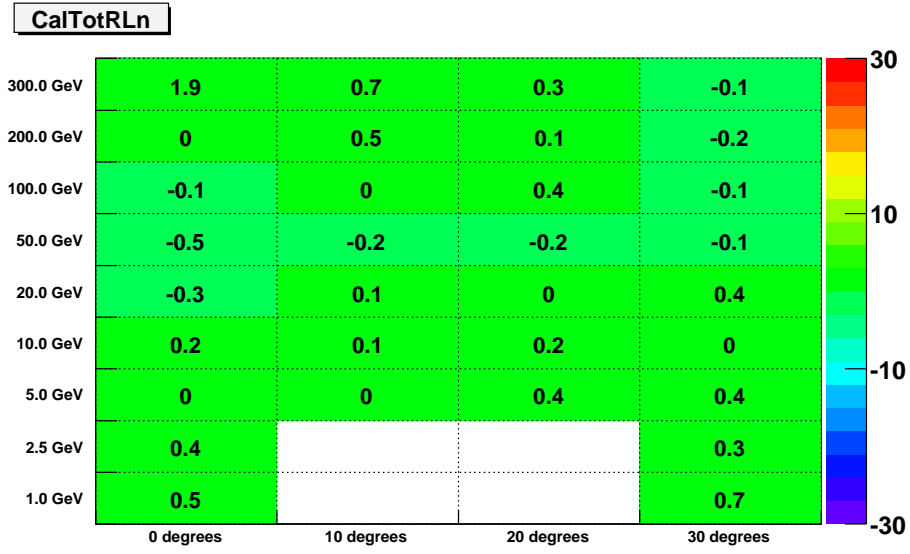 CalTotRLn
300.0 GeV 1.9 0.7 0.3 -0.1 30
200.0 GeV 0 0.5 0.1 -0.2
100.0 GeV -0.1 0 0.4 -0.1 10
50.0 GeV -0.5 -0.2 -0.2 -0.1
20.0 GeV -0.3 0.1 0 0.4
10.0 GeV 0.2 0.1 0.2 0 -10
5.0 GeV 0 0 0.4 0.4
2.5 GeV 0.4 0.3
1.0 GeV 0.5 0.7 -30
0 degrees 10 degrees 20 degrees 30 degrees